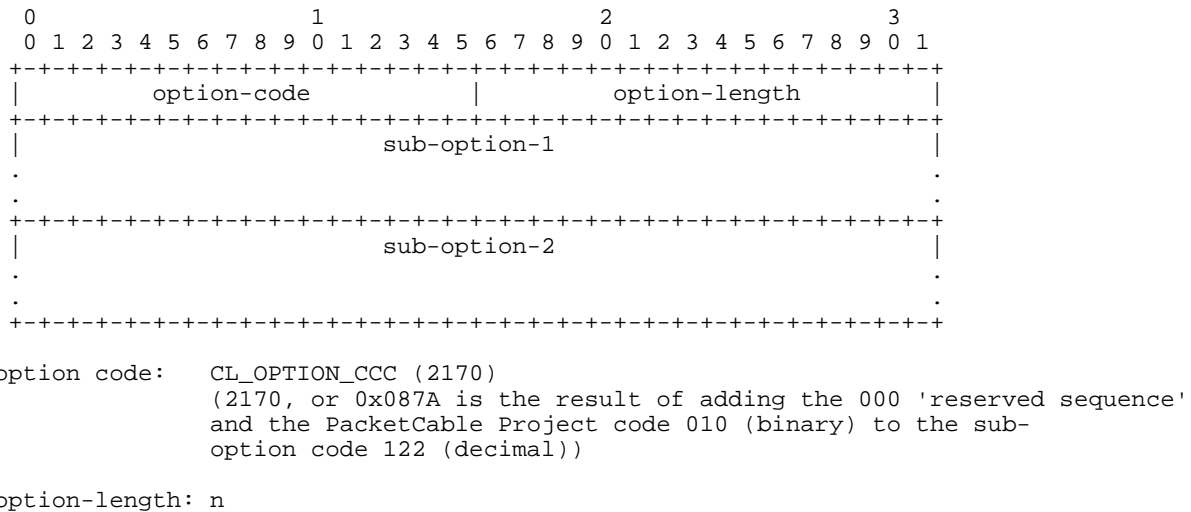 0                   1                   2                   3
 0 1 2 3 4 5 6 7 8 9 0 1 2 3 4 5 6 7 8 9 0 1 2 3 4 5 6 7 8 9 0 1
+-+-+-+-+-+-+-+-+-+-+-+-+-+-+-+-+-+-+-+-+-+-+-+-+-+-+-+-+-+-+-+-+
|         option-code           |         option-length         |
+-+-+-+-+-+-+-+-+-+-+-+-+-+-+-+-+-+-+-+-+-+-+-+-+-+-+-+-+-+-+-+-+
|                         sub-option-1                          |
.                                                               .
.                                                               .
+-+-+-+-+-+-+-+-+-+-+-+-+-+-+-+-+-+-+-+-+-+-+-+-+-+-+-+-+-+-+-+-+
|                         sub-option-2                          |
.                                                               .
.                                                               .
+-+-+-+-+-+-+-+-+-+-+-+-+-+-+-+-+-+-+-+-+-+-+-+-+-+-+-+-+-+-+-+-+
option code:   CL_OPTION_CCC (2170)
(2170, or 0x087A is the result of adding the 000 'reserved sequence'
and the PacketCable Project code 010 (binary) to the sub-
option code 122 (decimal))
option-length: n